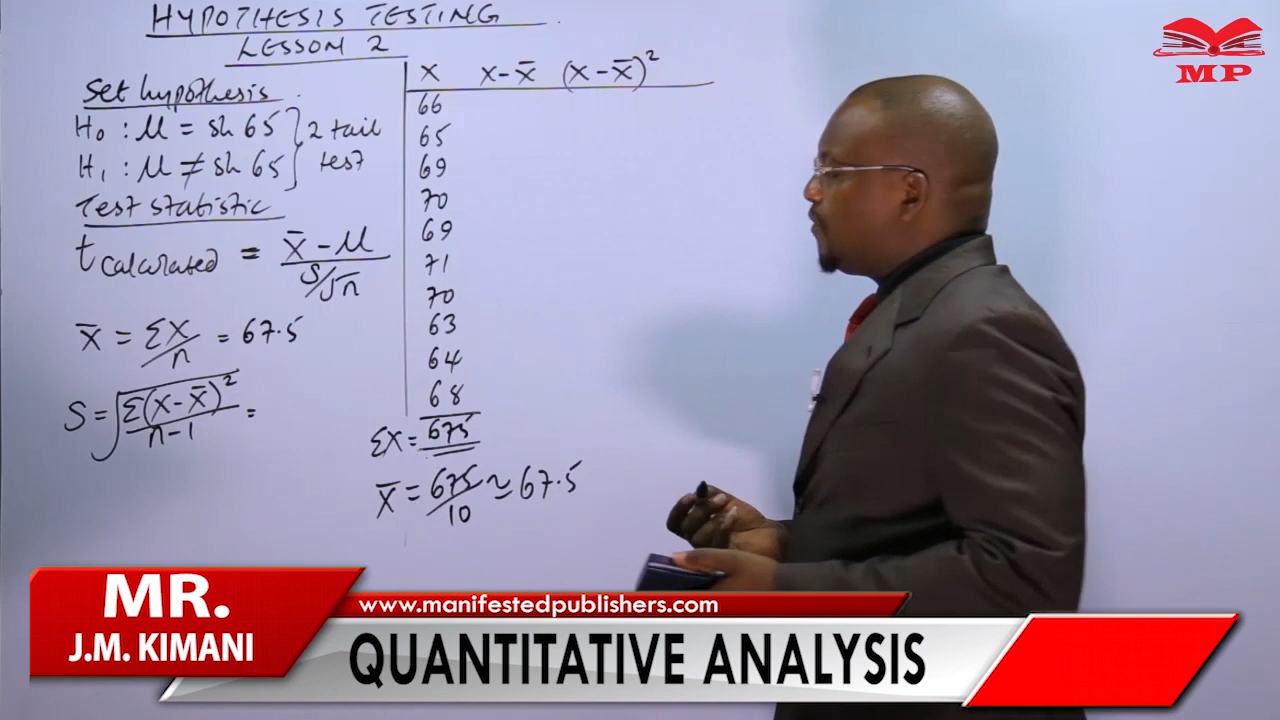 HYPOTHESIS TESTING
LESSON 2
Set hypothesis
H₀ : μ = sh 65 } 2 tail
H₁ : μ ≠ sh 65 } test
Test statistic
t calculated = x̄ - μ / s/√n
x̄ = Σx/n = 67.5
S = √Σ(x-x̄)²/n-1 =
x x-x̄ (x-x̄)²
66
65
69
70
69
71
70
63
64
68
Σx = 675
x̄ = 675/10 ≃ 67.5
MP
MR.
J.M. KIMANI
www.manifestedpublishers.com
QUANTITATIVE ANALYSIS